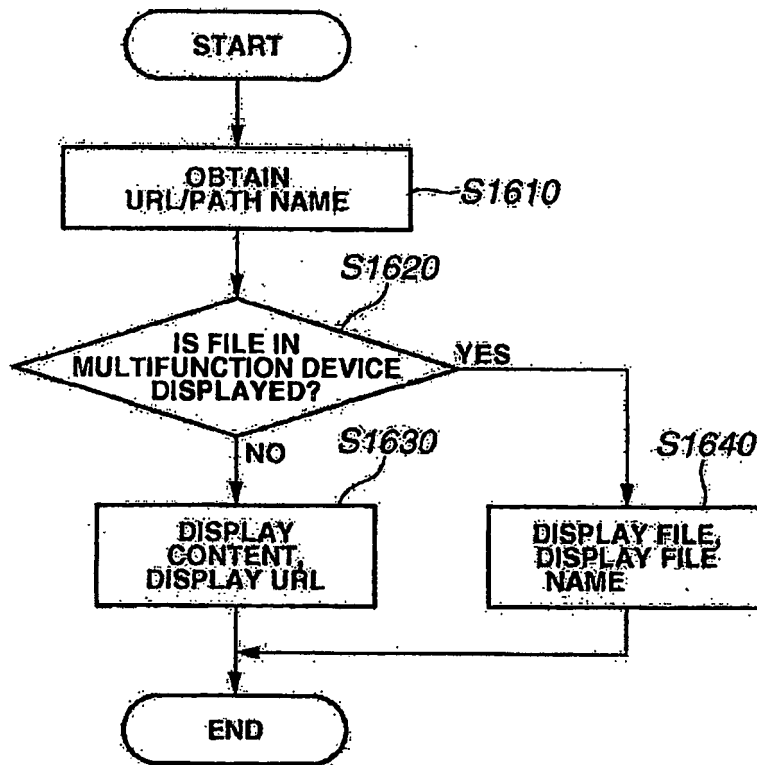 START
OBTAIN
URL/PATH NAME
S1610
S1620
IS FILE IN
MULTIFUNCTION DEVICE
DISPLAYED?
YES
NO
S1630
S1640
DISPLAY
CONTENT,
DISPLAY URL
DISPLAY FILE,
DISPLAY FILE
NAME
END